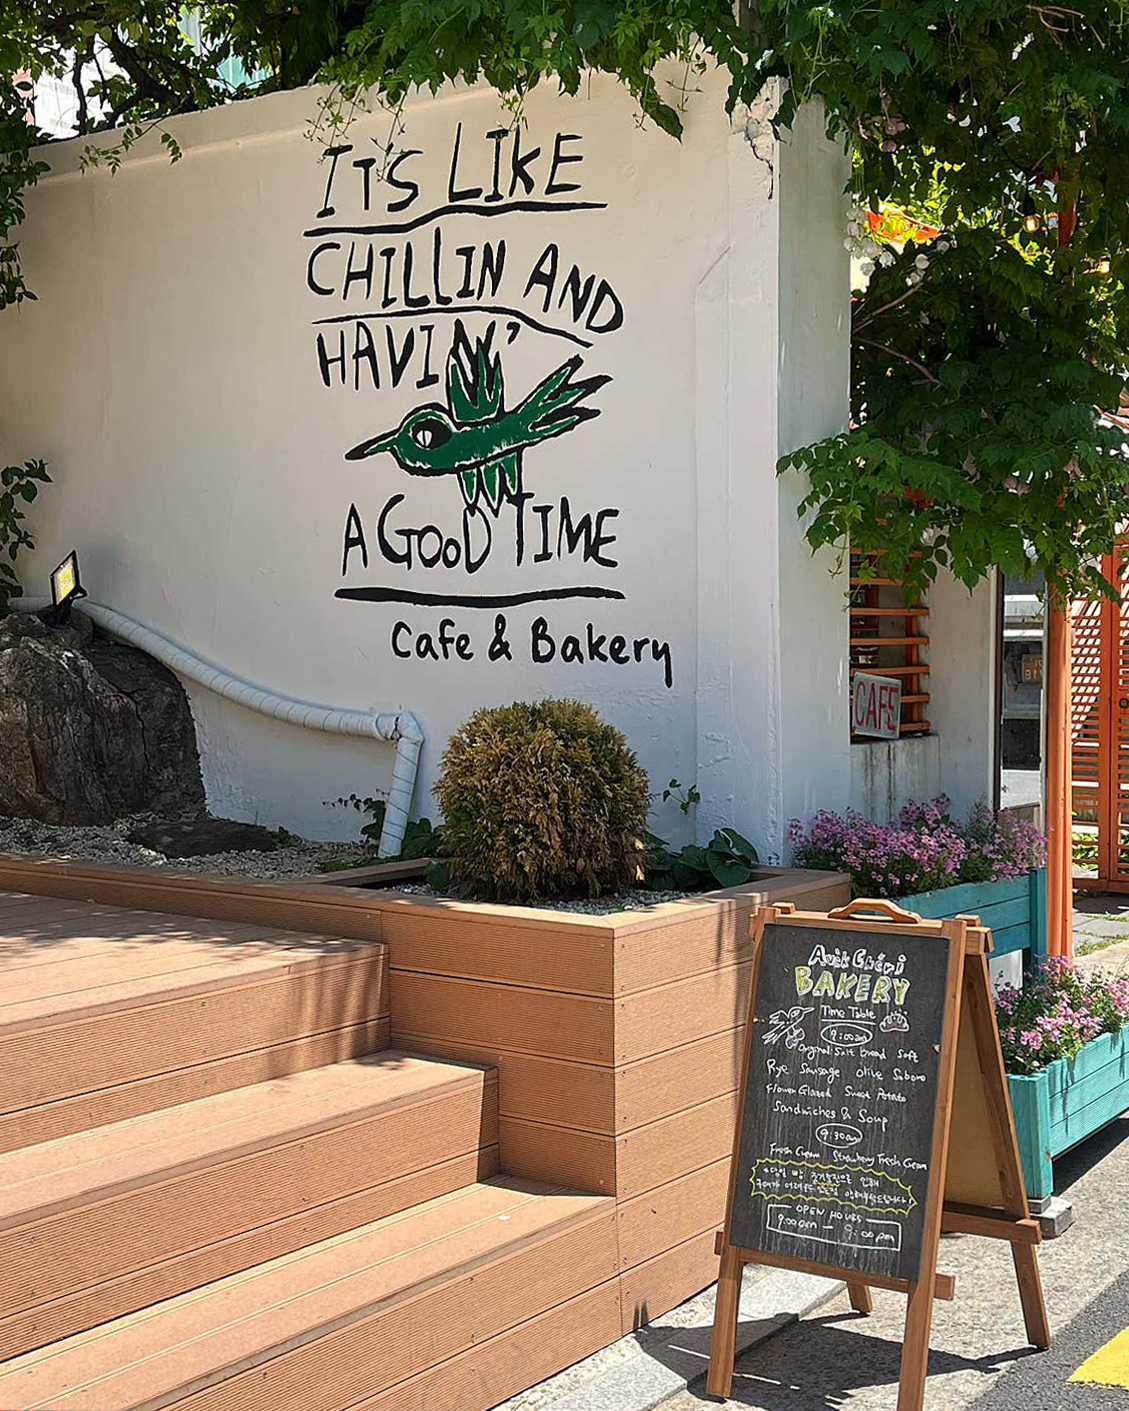 ITS LIKE
CHILLIN AND
HAVIN'
A GOOD TIME
Cafe & Bakery
CAFE
BAKERY
Time Table
9:00am
Original Salt bread Soft
Rye Sausage Olive Soboro
Flower Glazed Sweet Potato
Sandwiches & Soup
9:30am
Fresh Cream Strawberry Fresh Cream
OPEN HOURS
9:00am - 9:00pm